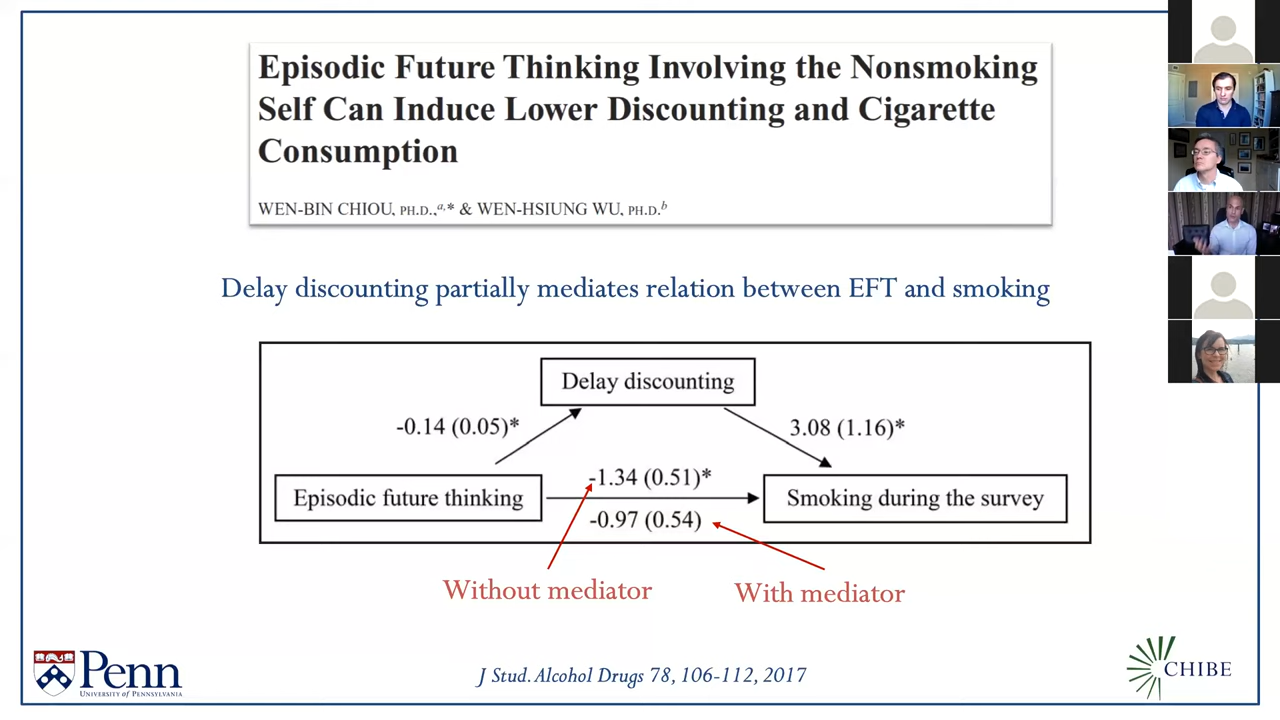 Episodic Future Thinking Involving the Nonsmoking
Self Can Induce Lower Discounting and Cigarette
Consumption
WEN-BIN CHIOU, PH.D.,a,* & WEN-HSIUNG WU, PH.D.b
Delay discounting partially mediates relation between EFT and smoking
Delay discounting
-0.14 (0.05)*
3.08 (1.16)*
-1.34 (0.51)*
Episodic future thinking
Smoking during the survey
-0.97 (0.54)
Without mediator
With mediator
Penn
UNIVERSITY OF PENNSYLVANIA
J Stud. Alcohol Drugs 78, 106-112, 2017
CHIBE